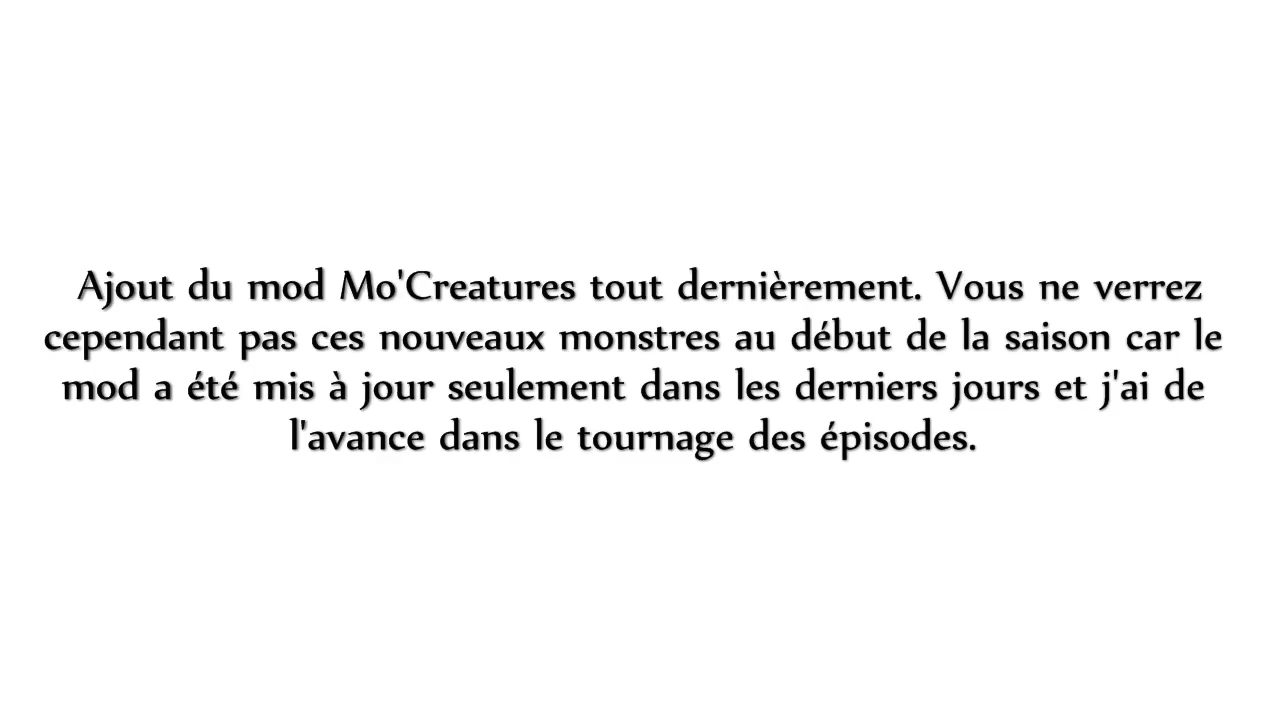 Ajout du mod Mo'Creatures tout dernièrement. Vous ne verrez
cependant pas ces nouveaux monstres au début de la saison car le
mod a été mis à jour seulement dans les derniers jours et j'ai de
l'avance dans le tournage des épisodes.